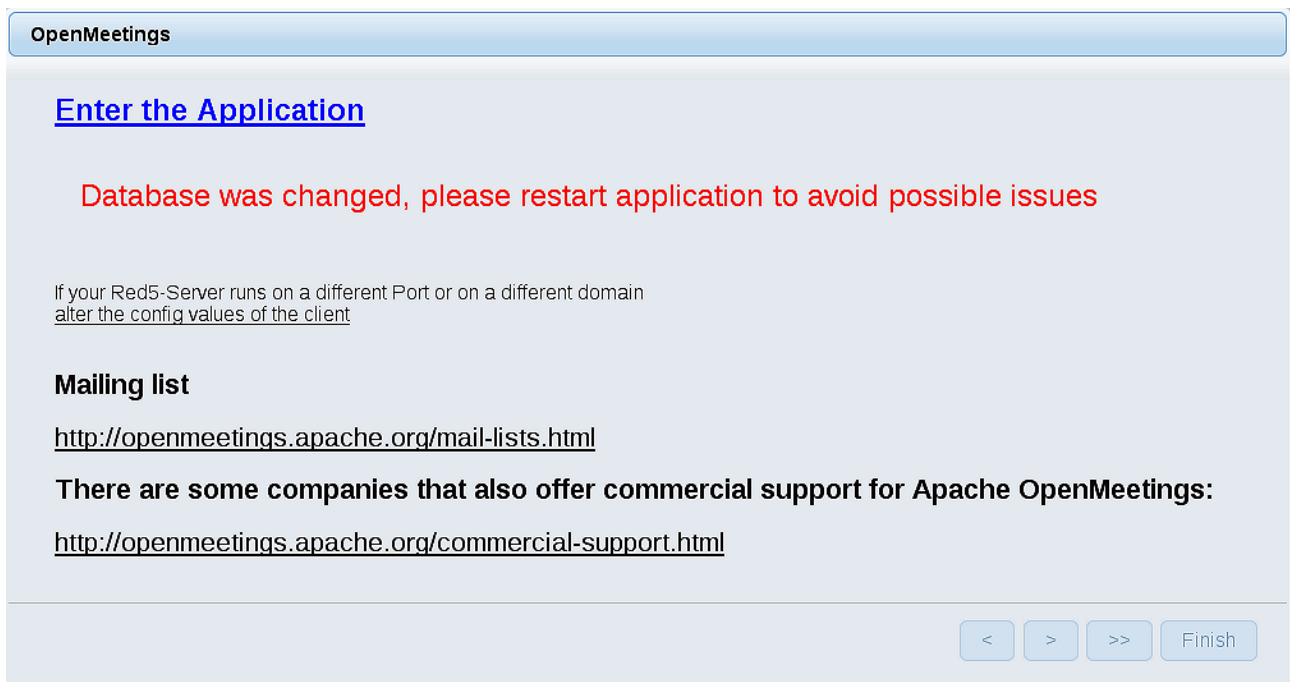 OpenMeetings
Enter the Application
Database was changed, please restart application to avoid possible issues
If your Red5-Server runs on a different Port or on a different domain
alter the config values of the client
Mailing list
http://openmeetings.apache.org/mail-lists.html
There are some companies that also offer commercial support for Apache OpenMeetings:
http://openmeetings.apache.org/commercial-support.html
< > >> Finish